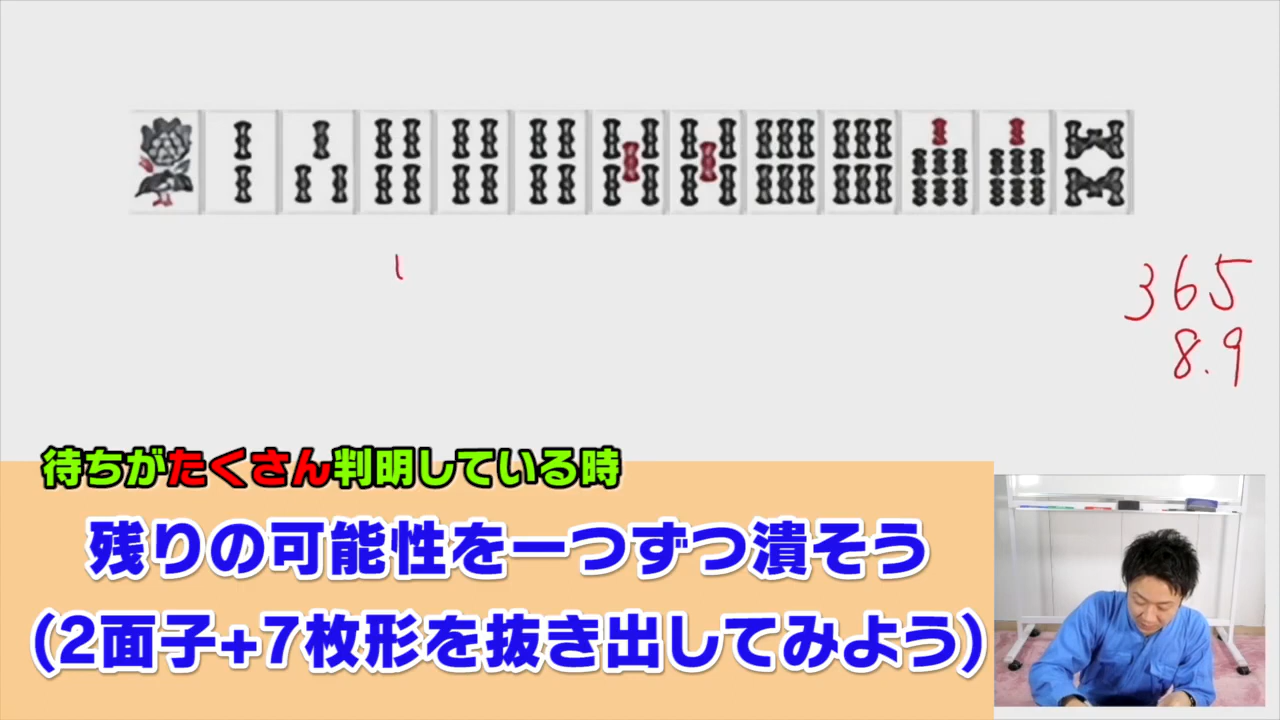 365
8.9
待ちがたくさん判明している時
残りの可能性を一つずつ潰そう
(2面子+7枚形を抜き出してみよう)